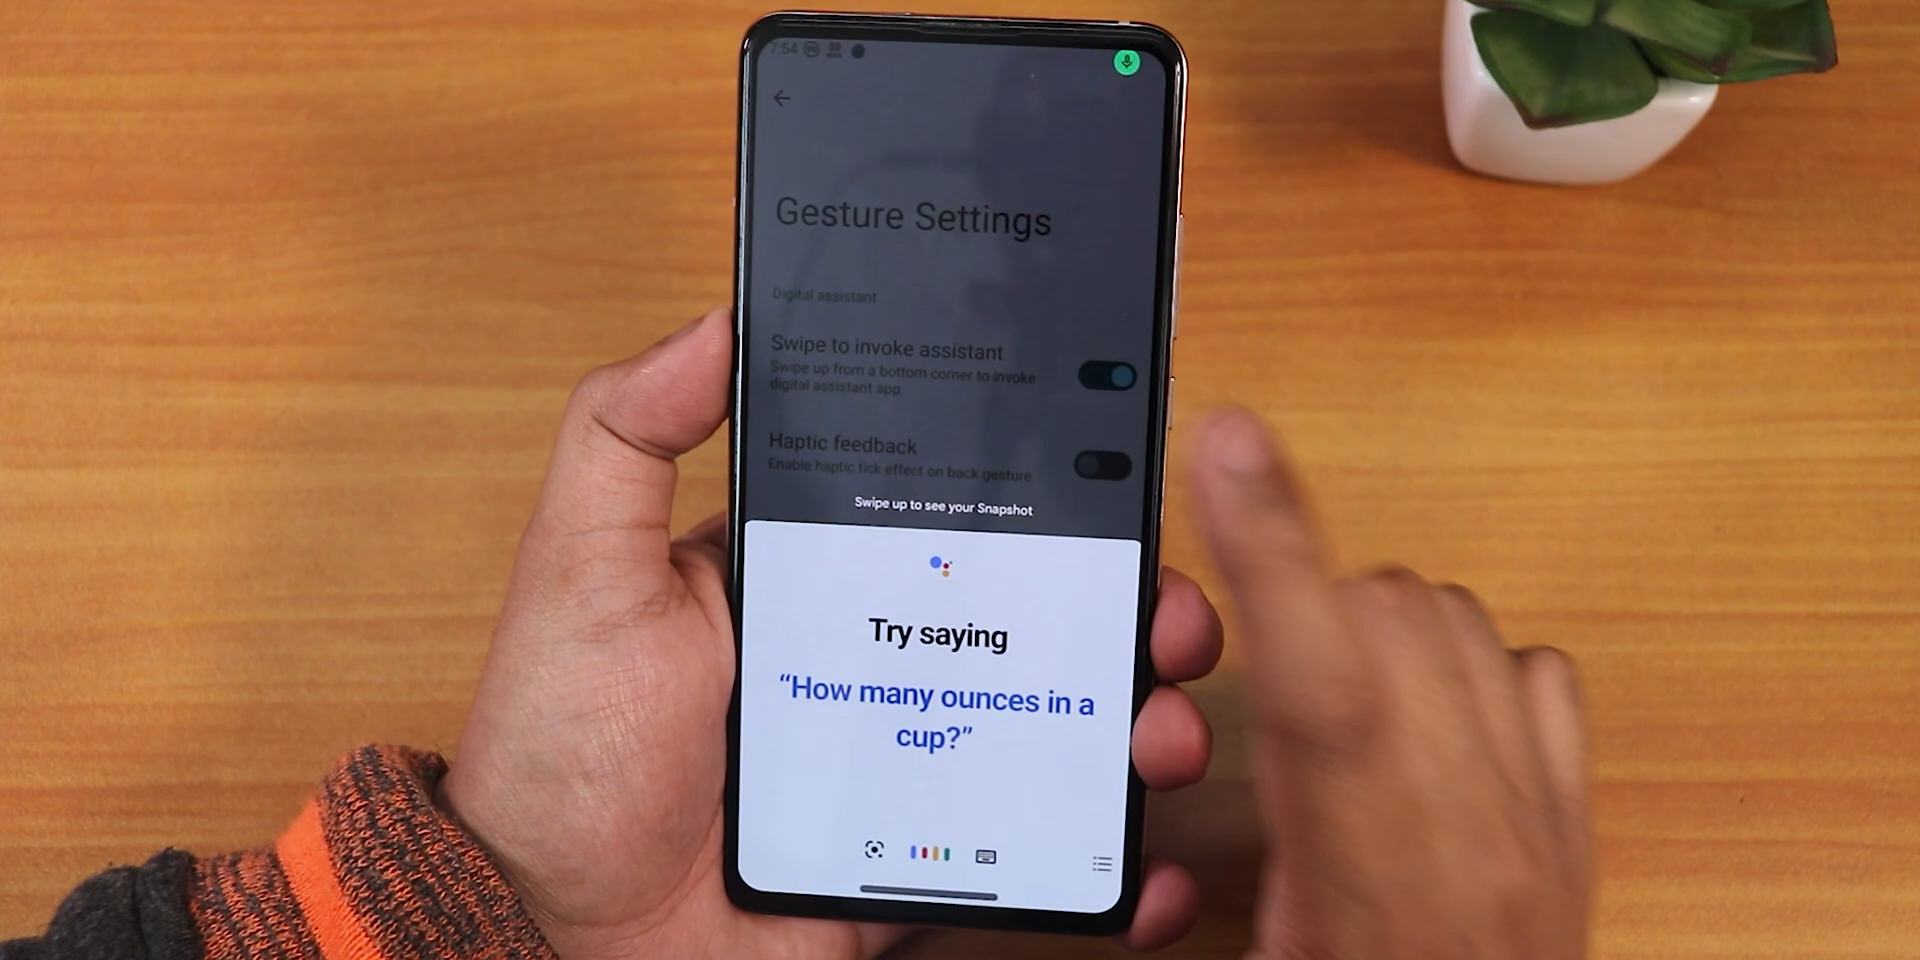 7:54
Gesture Settings
Digital assistant
Swipe to invoke assistant
Swipe up from a bottom corner to invoke
digital assistant app.
Haptic feedback
Enable haptic tick effect on back gesture
Swipe up to see your Snapshot
Try saying
“How many ounces in a
cup?”